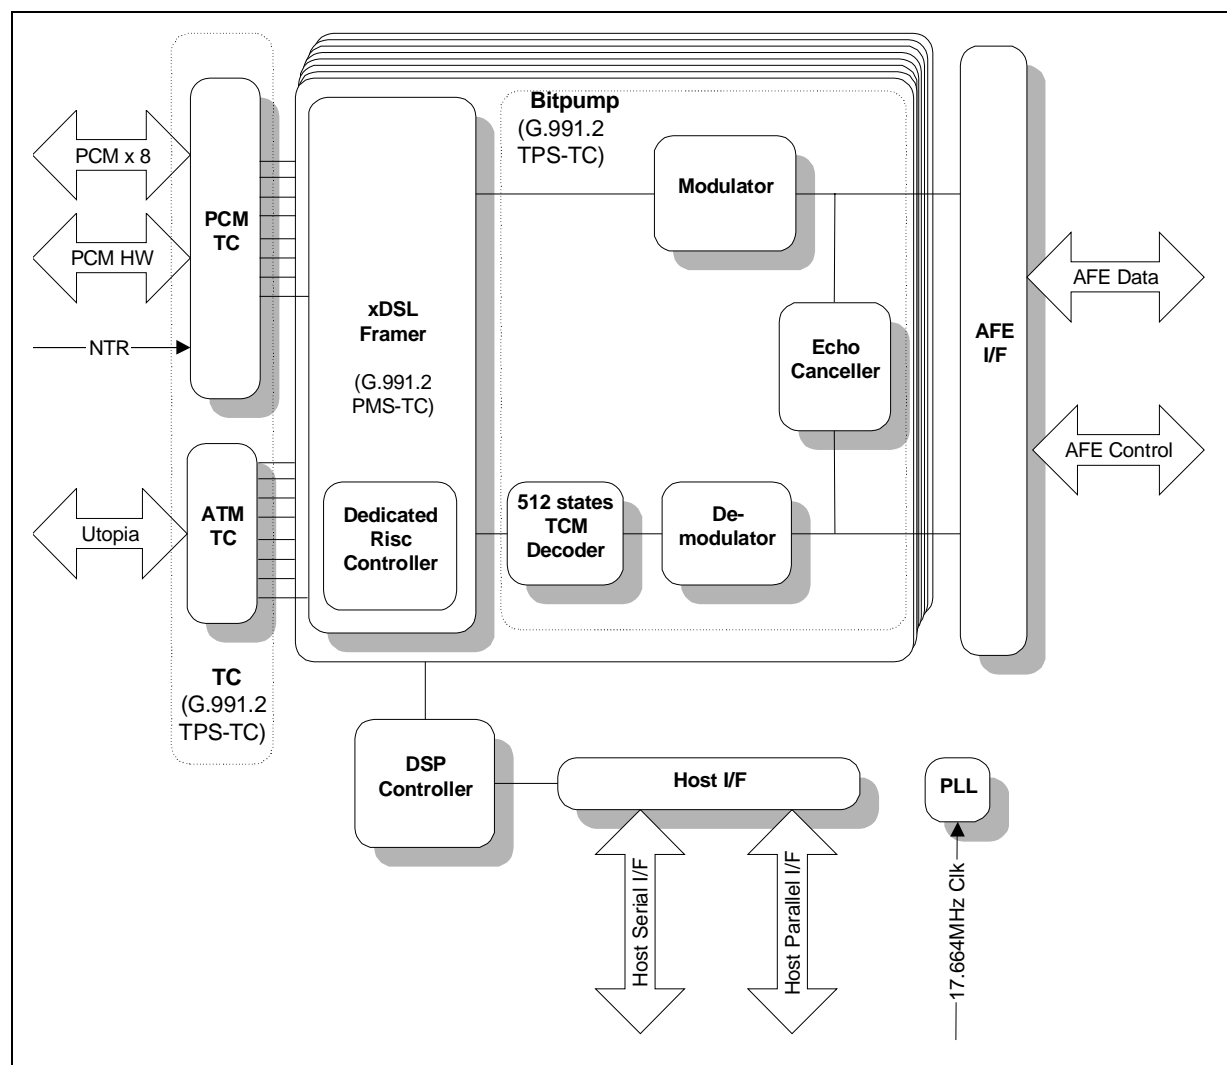 Bitpump
(G.991.2
TPS-TC)
PCM x 8
PCM HW
NTR
Utopia
PCM
TC
ATM
TC
TC
(G.991.2
TPS-TC)
xDSL
Framer
(G.991.2
PMS-TC)
Dedicated
Risc
Controller
Modulator
Echo
Canceller
512 states
TCM
Decoder
De-
modulator
AFE
I/F
AFE Data
AFE Control
DSP
Controller
Host I/F
PLL
Host Serial I/F
Host Parallel I/F
17.664MHz Clk